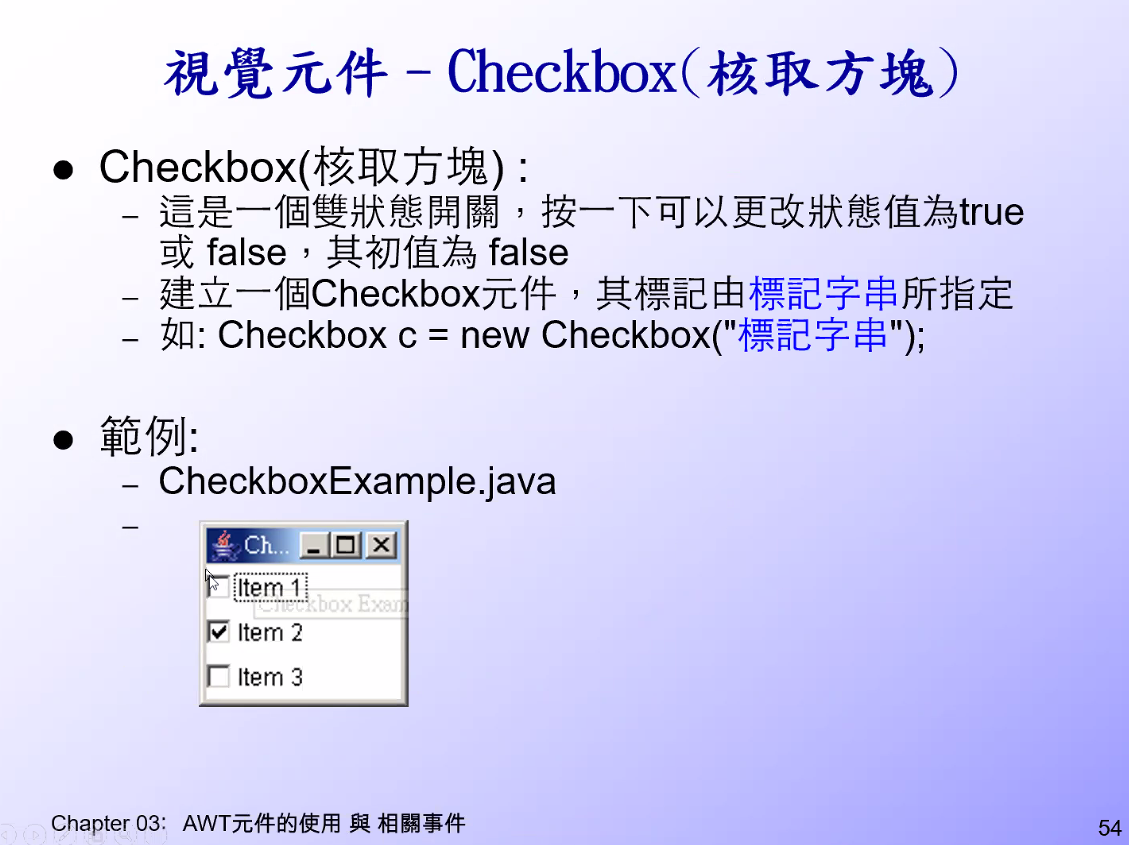 視覺元件 – Checkbox(核取方塊)
● Checkbox(核取方塊) :
– 這是一個雙狀態開關，按一下可以更改狀態值為true
或 false，其初值為 false
– 建立一個Checkbox元件，其標記由標記字串所指定
– 如: Checkbox c = new Checkbox("標記字串");
● 範例:
– CheckboxExample.java
–
Ch...
Item 1
Checkbox Exam
Item 2
Item 3
Chapter 03: AWT元件的使用 與 相關事件
54